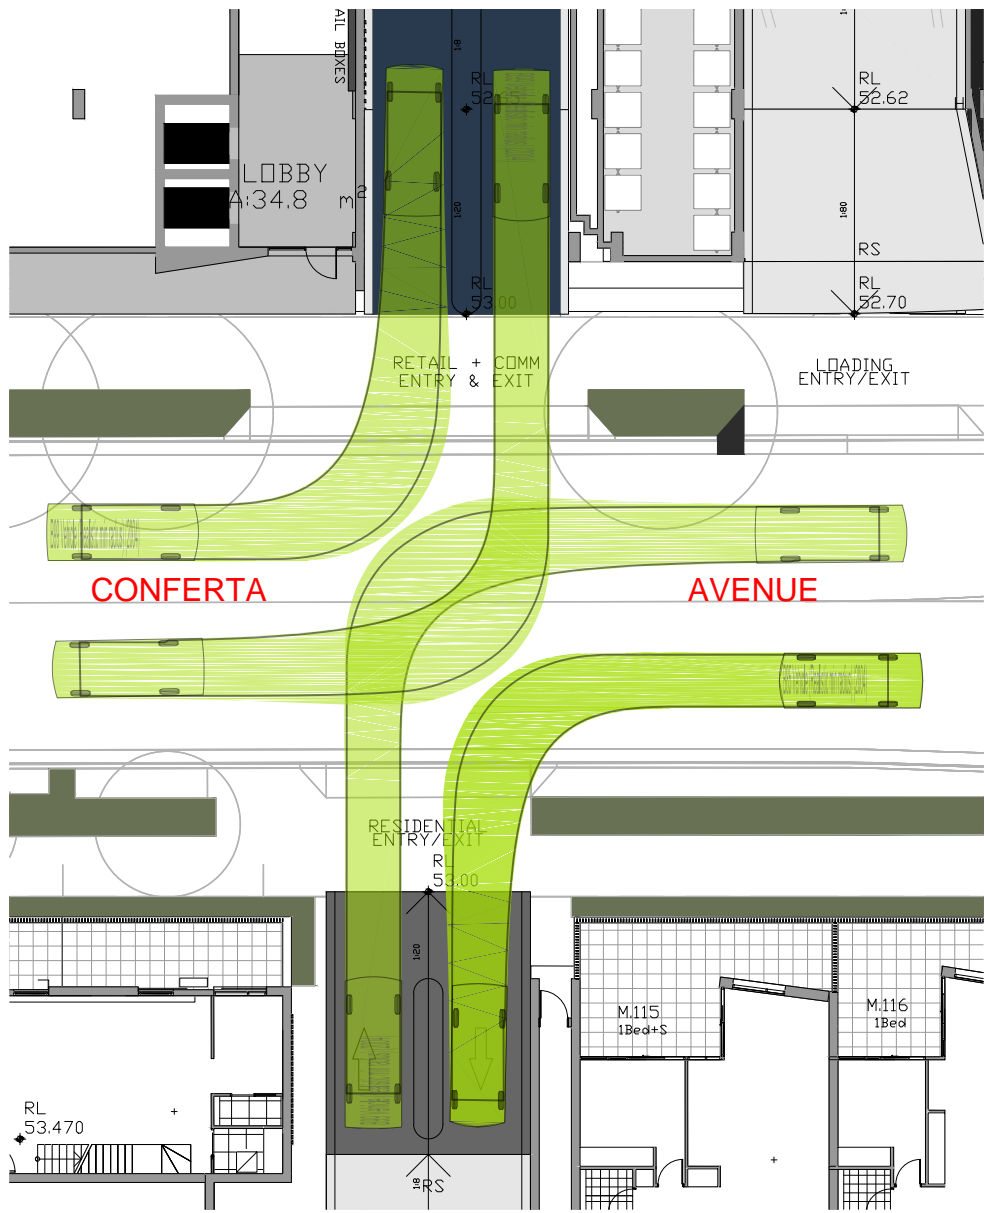 AIL BOXES
1:8
RL
RL
52.62
LOBBY
A:34.8 m²
1:20
1:80
RS
RL
53.00
RL
52.70
RETAIL + COMM
ENTRY & EXIT
LOADING
ENTRY/EXIT
CONFERTA
AVENUE
RESIDENTIAL
ENTRY/EXIT
RL
53.00
1:20
M.115
1Bed+S
M.116
1Bed
RL
53.470
1:8
RS